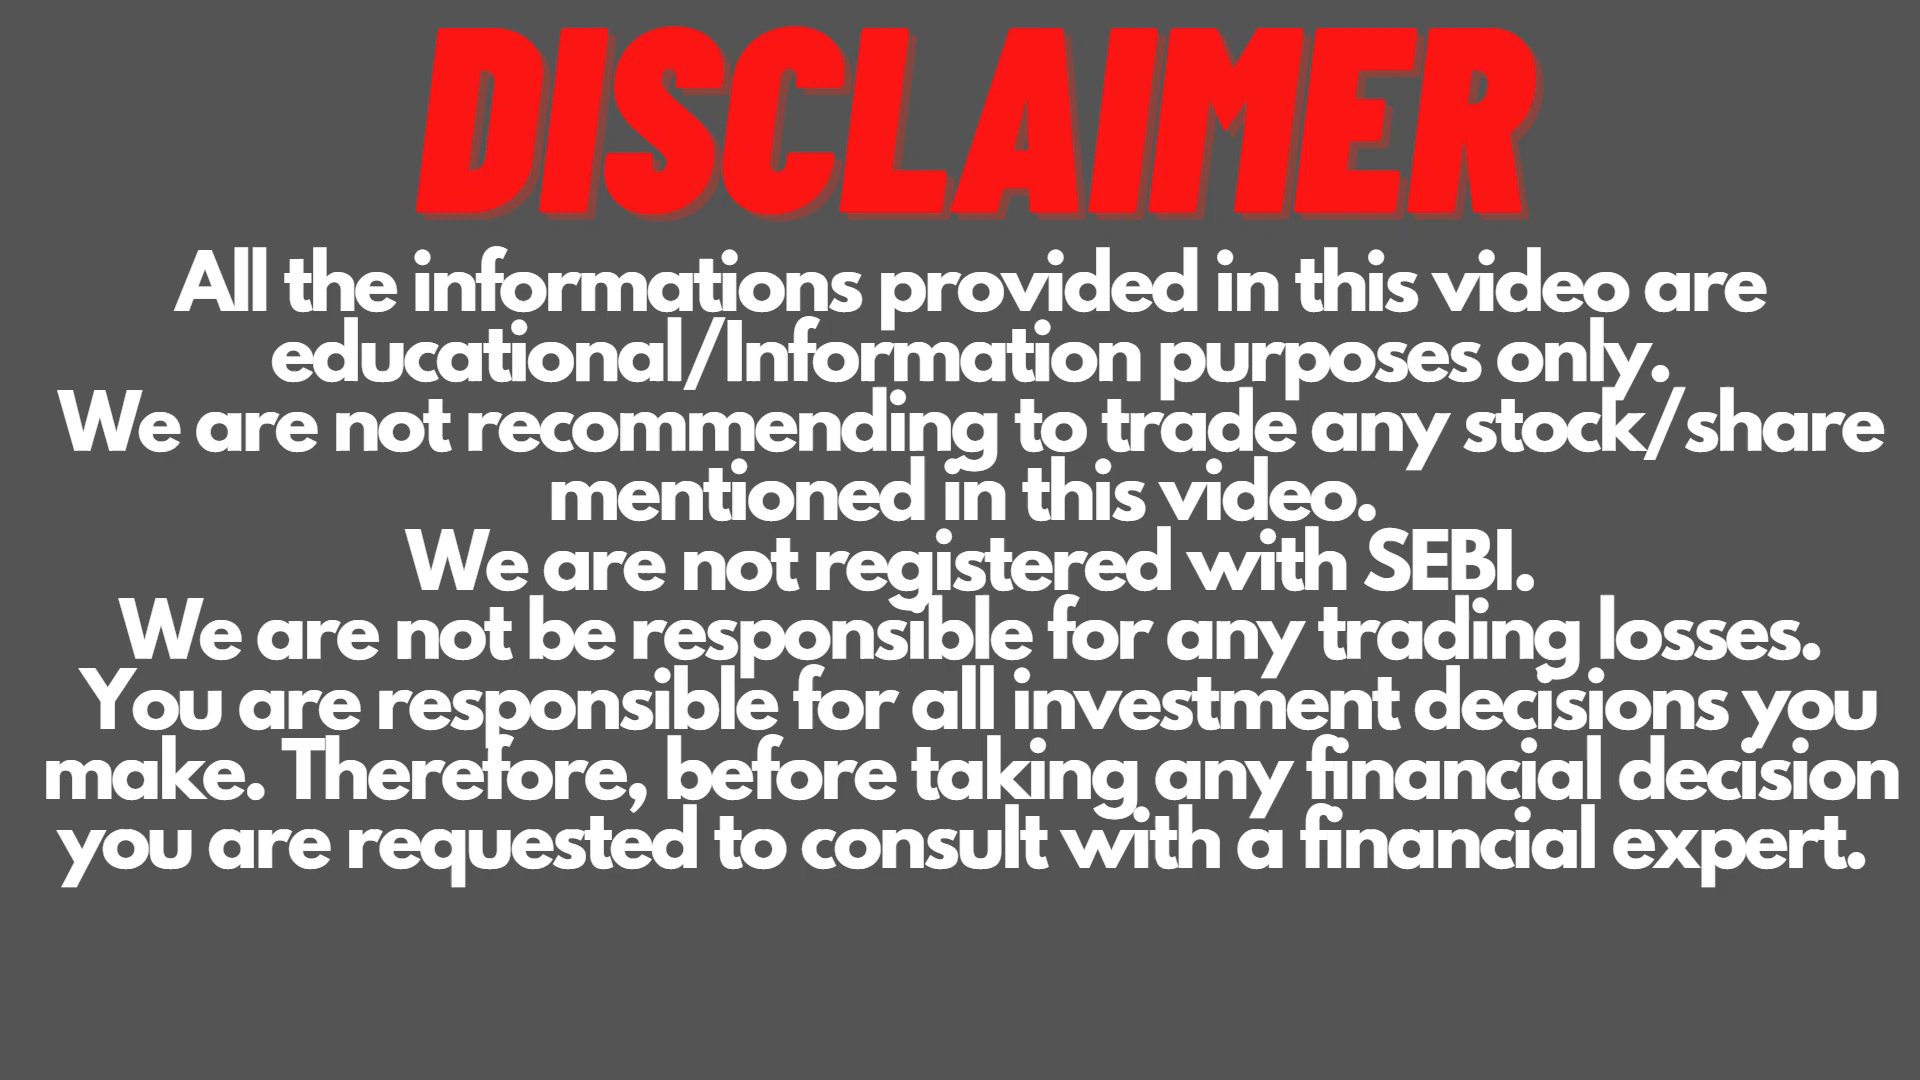 DISCLAIMER
All the informations provided in this video are
educational/Information purposes only.
We are not recommending to trade any stock/share
mentioned in this video.
We are not registered with SEBI.
We are not be responsible for any trading losses.
You are responsible for all investment decisions you
make. Therefore, before taking any financial decision
you are requested to consult with a financial expert.